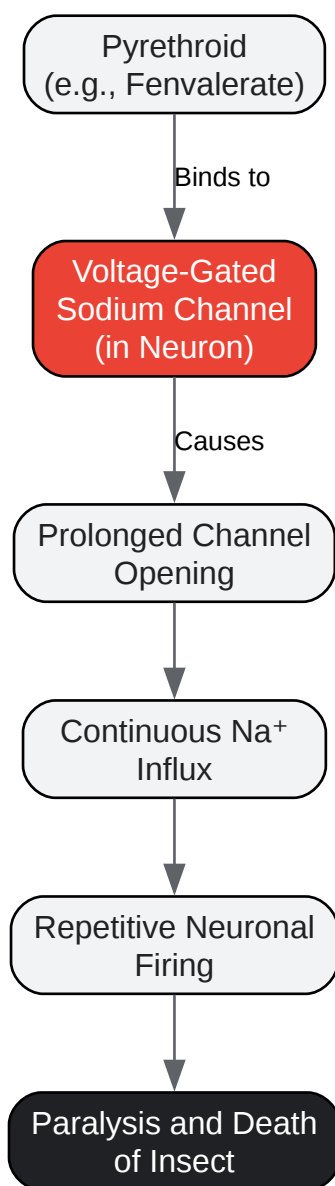 Pyrethroid
(e.g., Fenvalerate)
Binds to
Voltage-Gated
Sodium Channel
(in Neuron)
Causes
Prolonged Channel
Opening
Continuous Na⁺
Influx
Repetitive Neuronal
Firing
Paralysis and Death
of Insect